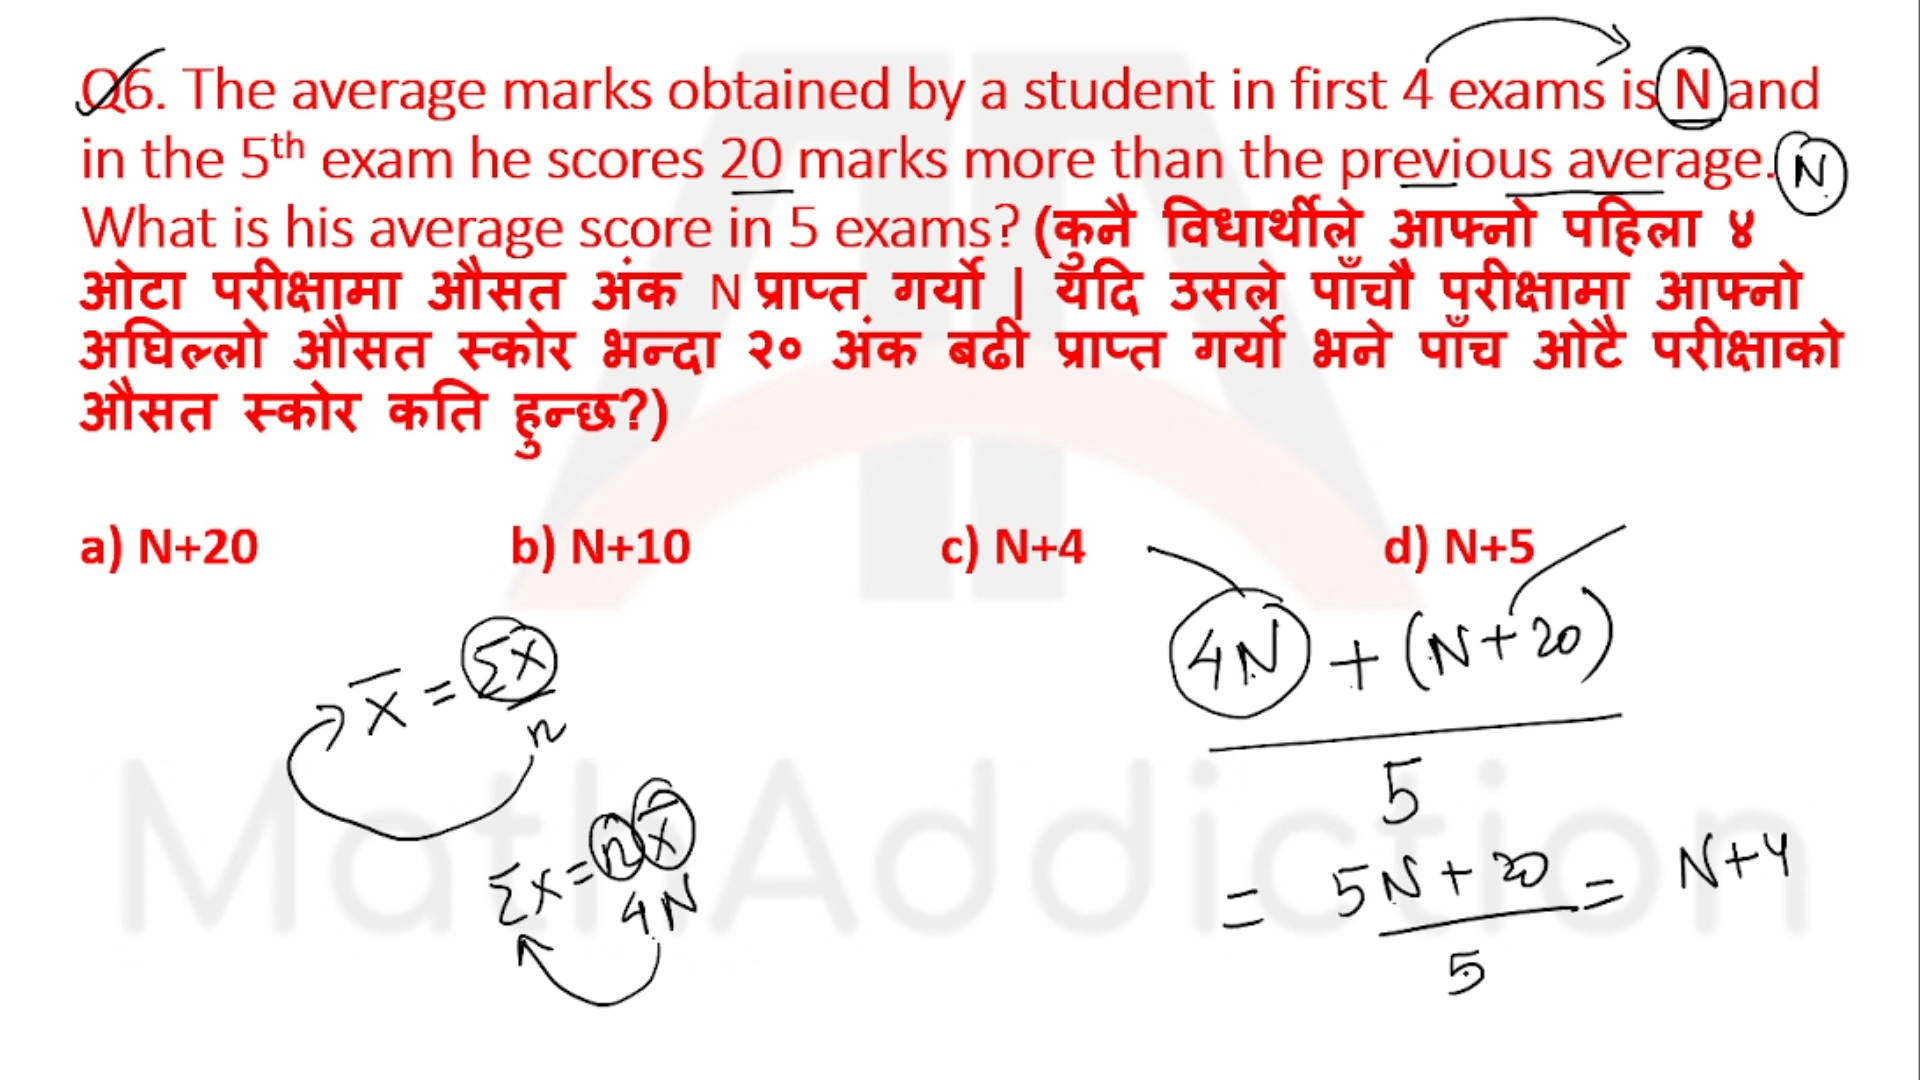 Q6. The average marks obtained by a student in first 4 exams is N and
in the 5th exam he scores 20 marks more than the previous average. N
What is his average score in 5 exams? (कुनै विधार्थीले आफ्नो पहिला ४
ओटा परीक्षामा औसत अंक N प्राप्त गर्यो | यदि उसले पाँचौ परीक्षामा आफ्नो
अघिल्लो औसत स्कोर भन्दा २० अंक बढी प्राप्त गर्यो भने पाँच ओटै परीक्षाको
औसत स्कोर कति हुन्छ?)
a) N+20 b) N+10 c) N+4 d) N+5
x̄ = Σx
n
4N + (N+20)
5
Σx = n x̄
4N
= 5N + 20 = N+4
5
Math Addiction